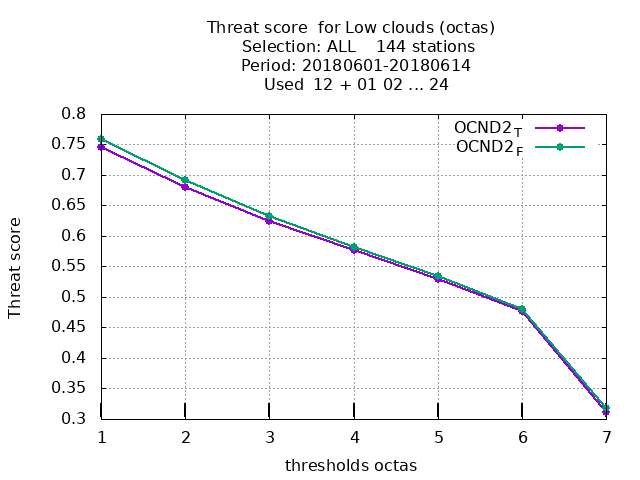 Threat score  for Low clouds (octas)
Selection: ALL    144 stations
Period: 20180601-20180614
Used  12 + 01 02 ... 24
OCND2_T
OCND2_F
0.8
0.75
0.7
0.65
0.6
0.55
0.5
0.45
0.4
0.35
0.3
Threat score
1 2 3 4 5 6 7
thresholds octas